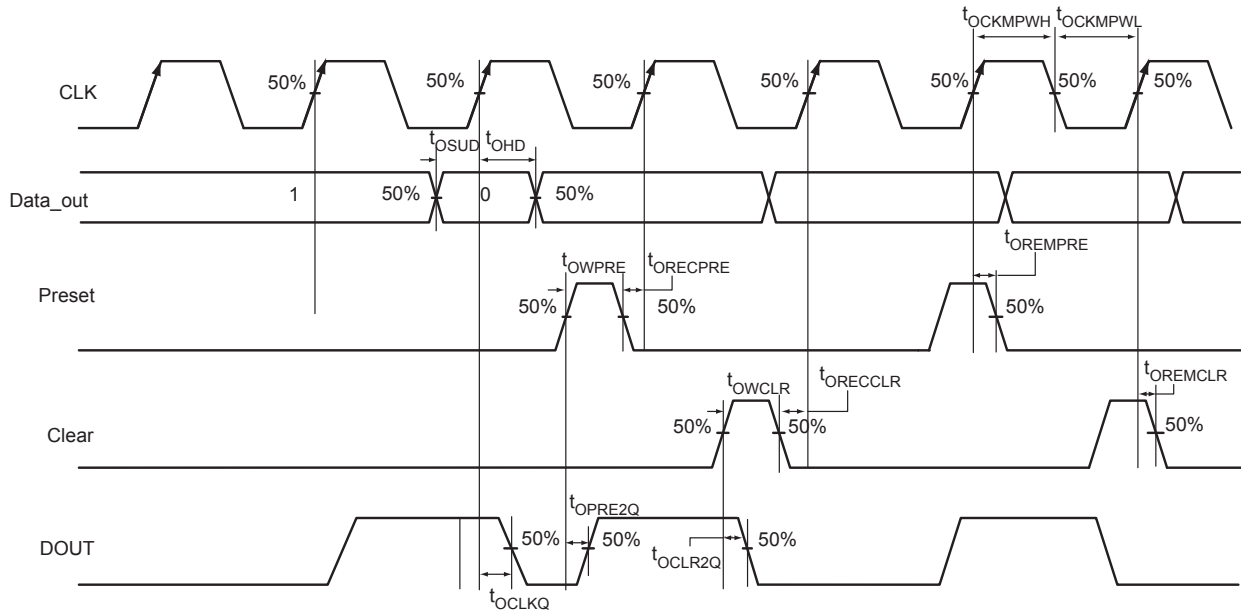 tOCKMPWH tOCKMPWL
CLK
50% 50% 50% 50% 50% 50% 50%
tOSUD tOHD
Data_out
1 50% 0 50%
tOREMPRE
tOWPRE tORECPRE
Preset
50% 50% 50%
tOWCLR tORECCLR tOREMCLR
Clear
50% 50% 50%
tOPRE2Q
DOUT
50% 50% 50%
tOCLR2Q
tOCLKQ